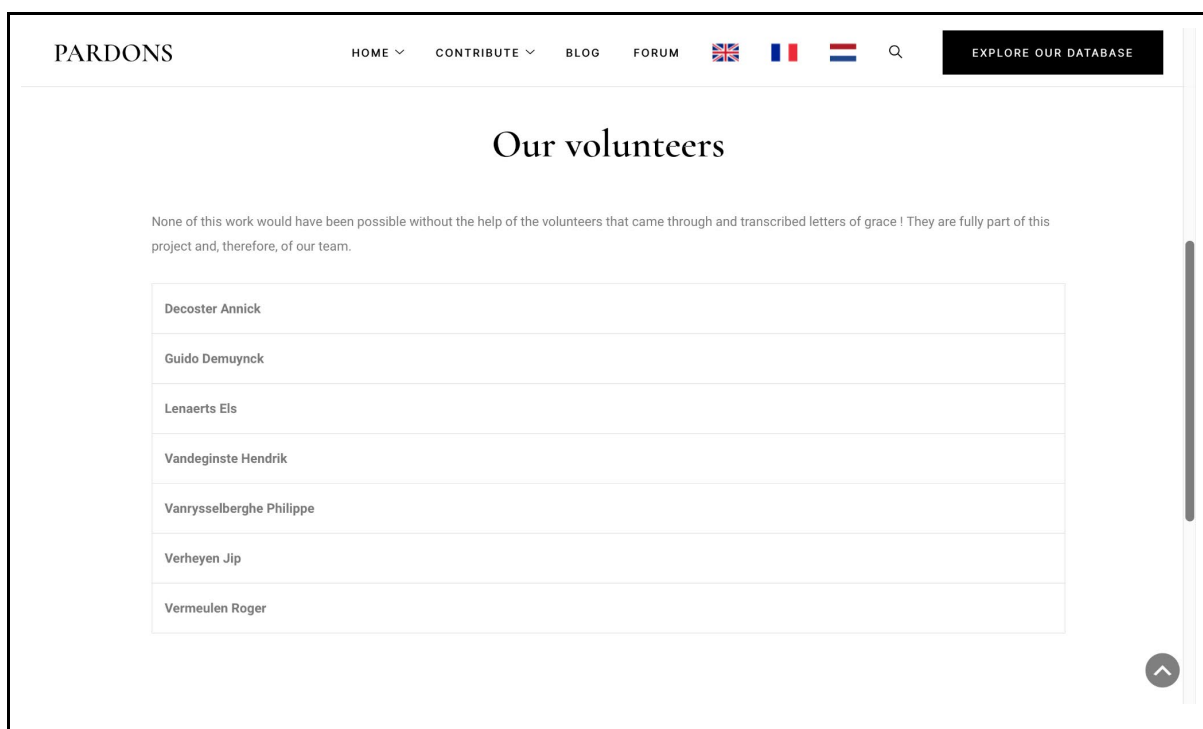 PARDONS HOME CONTRIBUTE BLOG FORUM EXPLORE OUR DATABASE
Our volunteers
None of this work would have been possible without the help of the volunteers that came through and transcribed letters of grace ! They are fully part of this
project and, therefore, of our team.
Decoster Annick
Guido Demuynck
Lenaerts Els
Vandeginste Hendrik
Vanrysselberghe Philippe
Verheyen Jip
Vermeulen Roger